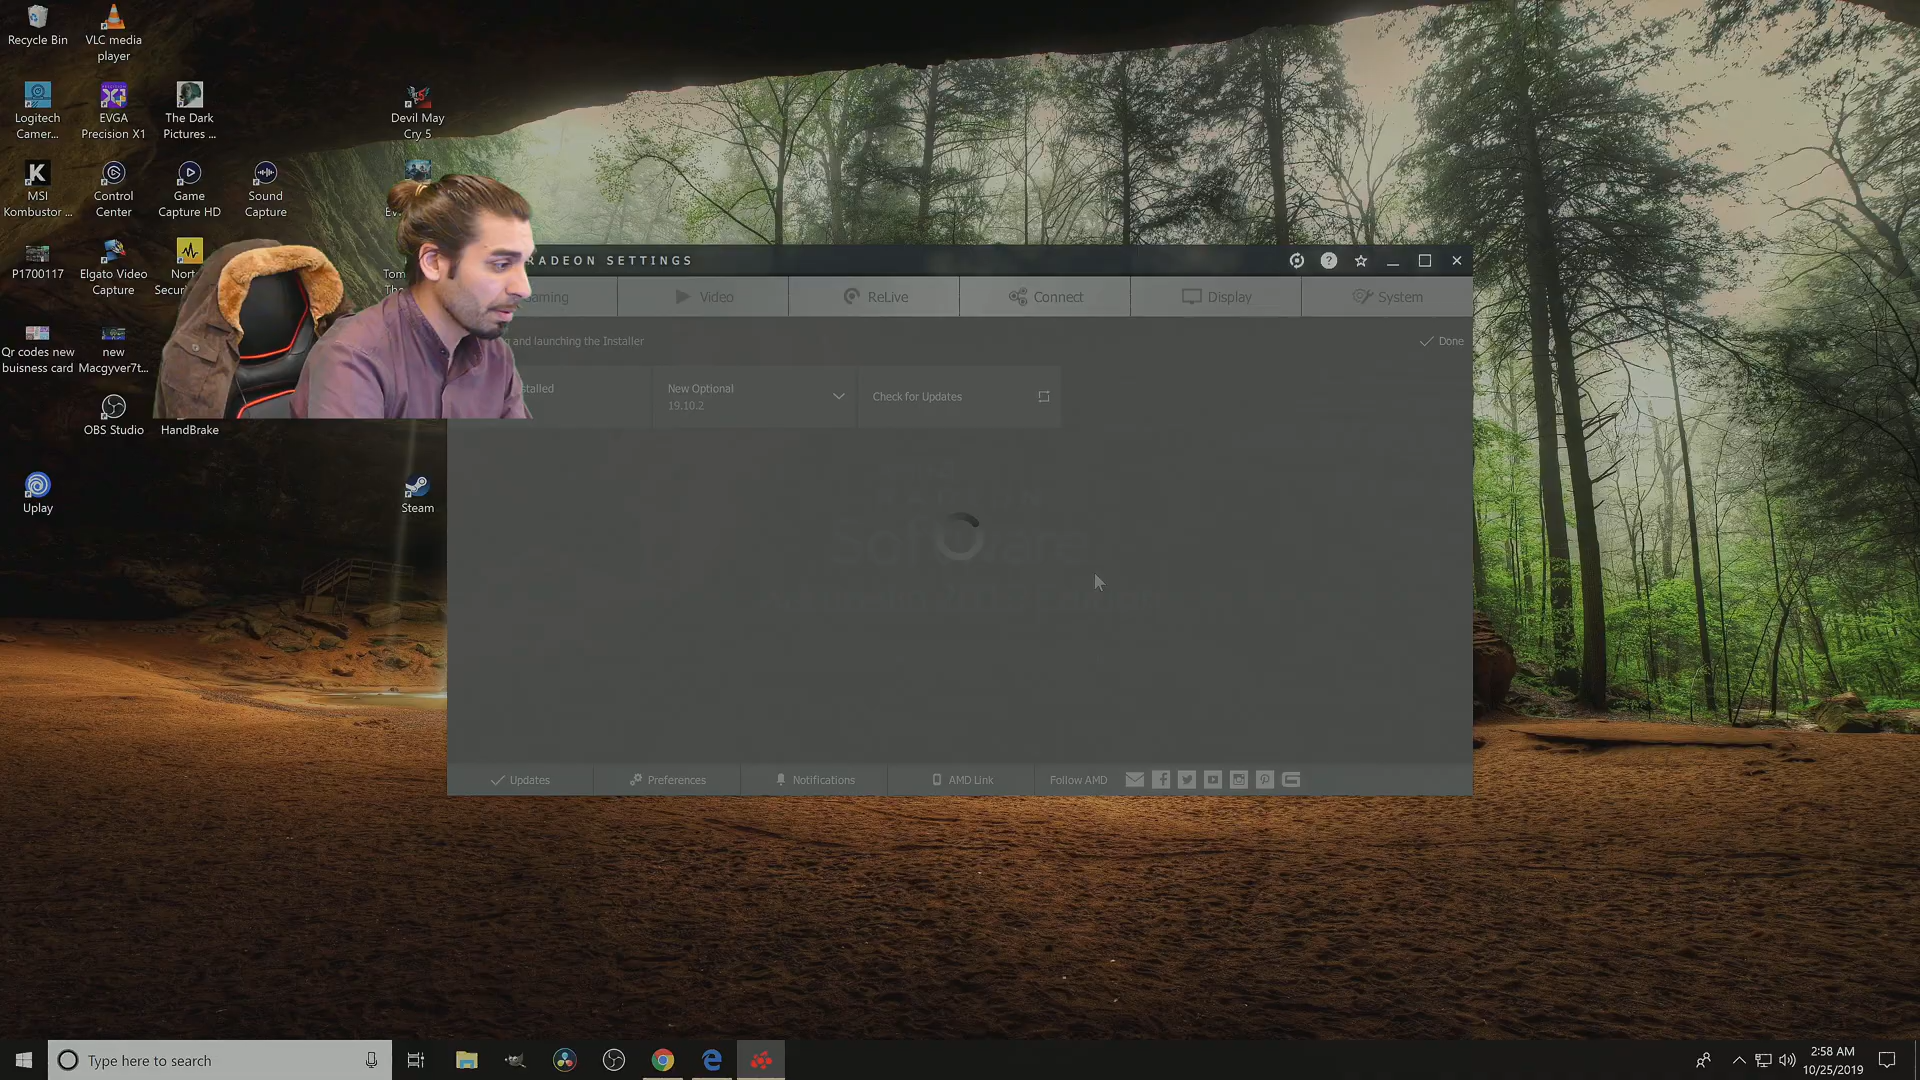 Recycle Bin
VLC media
player
Logitech
Camer...
EVGA
Precision X1
The Dark
Pictures ...
Devil May
Cry 5
MSI
Kombustor ...
Control
Center
Game
Capture HD
Sound
Capture
P1700117
Elgato Video
Capture
Qr codes new
buisness card
new
Macgyver7t...
OBS Studio
HandBrake
Uplay
Steam
RADEON SETTINGS
Video
ReLive
Connect
Display
System
and launching the Installer
Done
New Optional
19.10.2
Check for Updates
Updates
Preferences
Notifications
AMD Link
Follow AMD
Type here to search
2:58 AM
10/25/2019